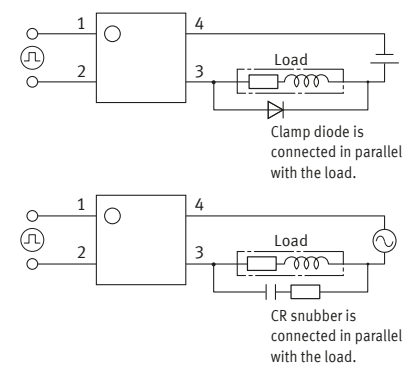 1
4
2
3
Load
Clamp diode is
connected in parallel
with the load.
1
4
2
3
Load
CR snubber is
connected in parallel
with the load.